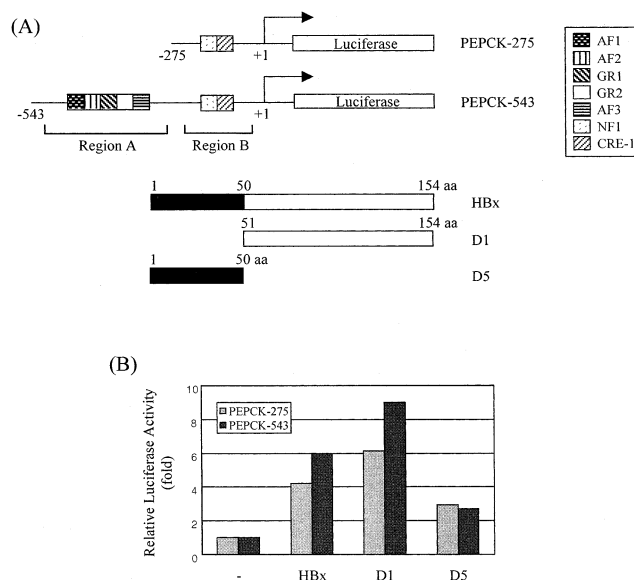 (A)
Luciferase
PEPCK-275
-275
+1
Luciferase
PEPCK-543
-543
+1
Region A
Region B
AF1
AF2
GR1
GR2
AF3
NF1
CRE-1
1
50
154 aa
HBx
51
154 aa
D1
1
50 aa
D5
(B)
Relative Luciferase Activity
(fold)
10
8
6
4
2
0
PEPCK-275
PEPCK-543
-
HBx
D1
D5